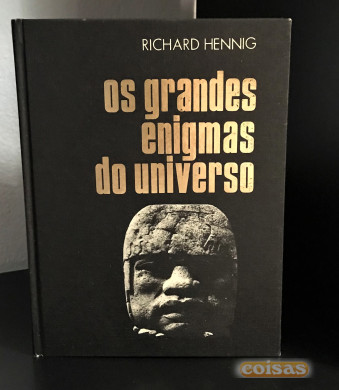 RICHARD HENNIG
os grandes
enigmas
do universo
coisas